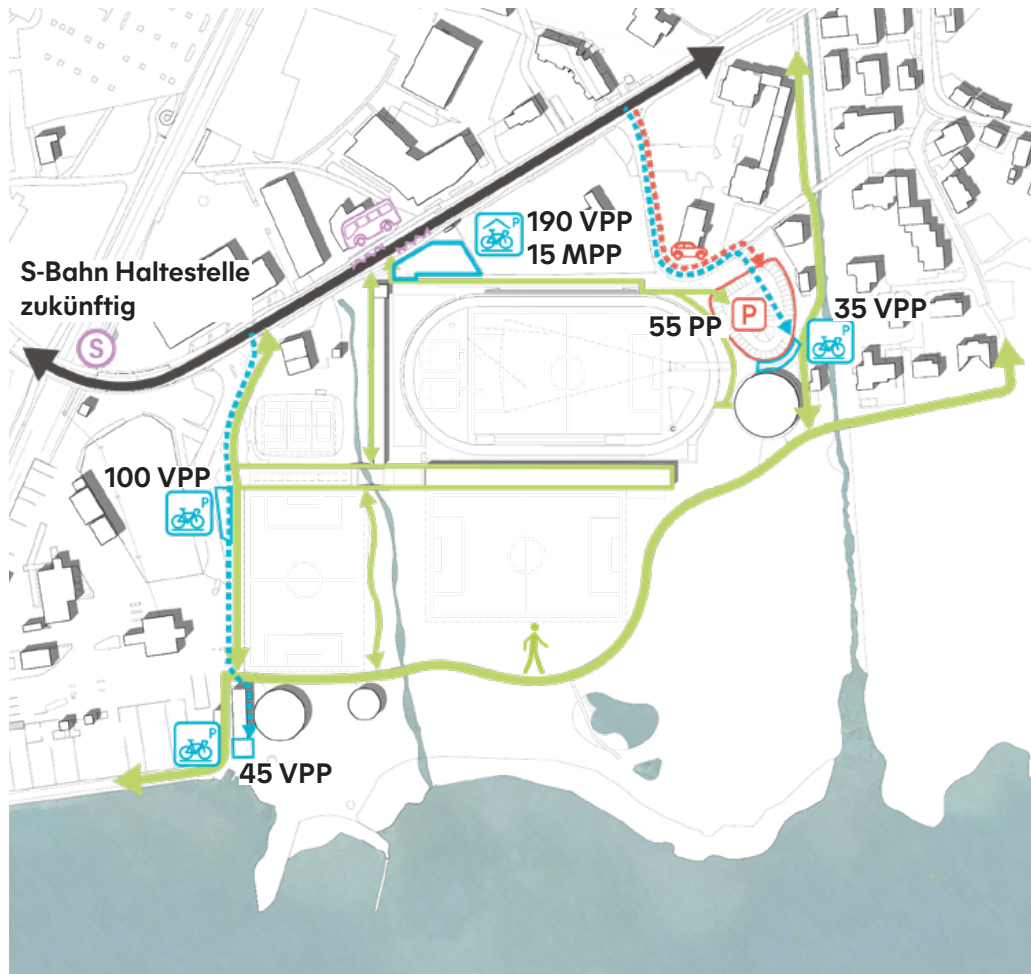 P
190 VPP
15 MPP
S-Bahn Haltestelle
zukünftig
S
55 PP
P
35 VPP
P
100 VPP
P
P
45 VPP